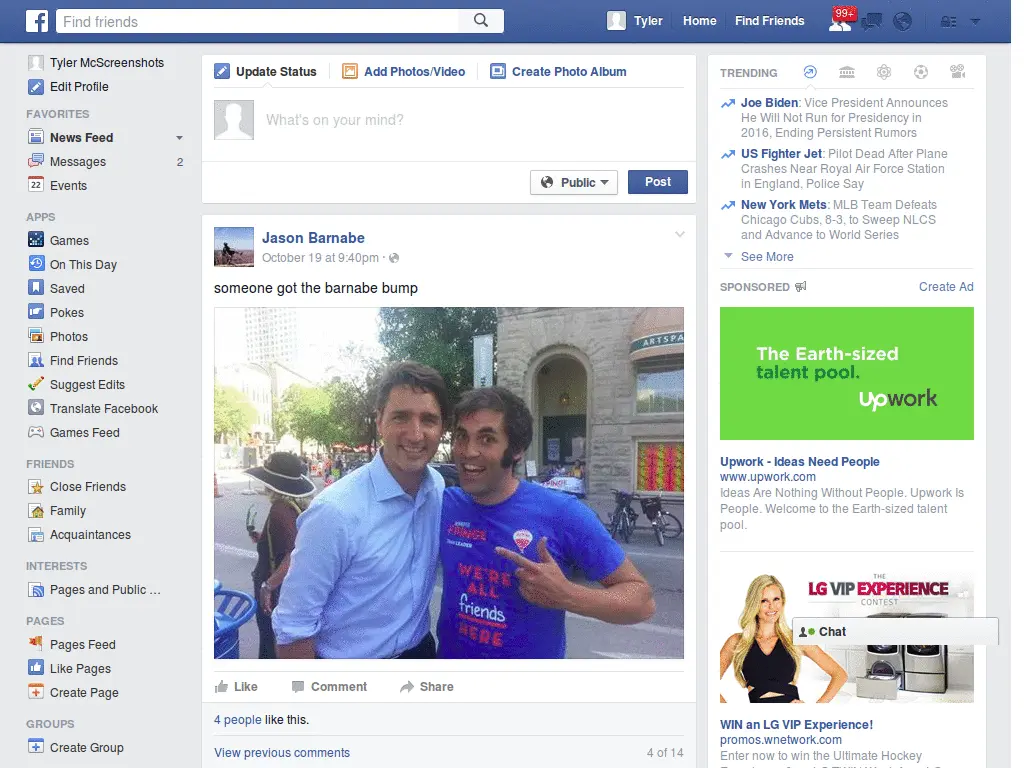 Find friends
Tyler
Home
Find Friends
99+
Tyler McScreenshots
Edit Profile
FAVORITES
News Feed
Messages 2
22 Events
APPS
Games
On This Day
Saved
Pokes
Photos
Find Friends
Suggest Edits
Translate Facebook
Games Feed
FRIENDS
Close Friends
Family
Acquaintances
INTERESTS
Pages and Public ...
PAGES
Pages Feed
Like Pages
Create Page
GROUPS
Create Group
Update Status
Add Photos/Video
Create Photo Album
What's on your mind?
Public
Post
Jason Barnabe
October 19 at 9:40pm ·
someone got the barnabe bump
ARTSPA
FRINGE
LEADER
WE'RE
ALL
friends
HERE
Like
Comment
Share
4 people like this.
View previous comments
4 of 14
TRENDING
Joe Biden: Vice President Announces
He Will Not Run for Presidency in
2016, Ending Persistent Rumors
US Fighter Jet: Pilot Dead After Plane
Crashes Near Royal Air Force Station
in England, Police Say
New York Mets: MLB Team Defeats
Chicago Cubs, 8-3, to Sweep NLCS
and Advance to World Series
See More
SPONSORED
Create Ad
The Earth-sized
talent pool.
Upwork
Upwork - Ideas Need People
www.upwork.com
Ideas Are Nothing Without People. Upwork Is
People. Welcome to the Earth-sized talent
pool.
THE
LG VIP EXPERIENCE
CONTEST
Chat
WIN an LG VIP Experience!
promos.wnetwork.com
Enter now to win the Ultimate Hockey